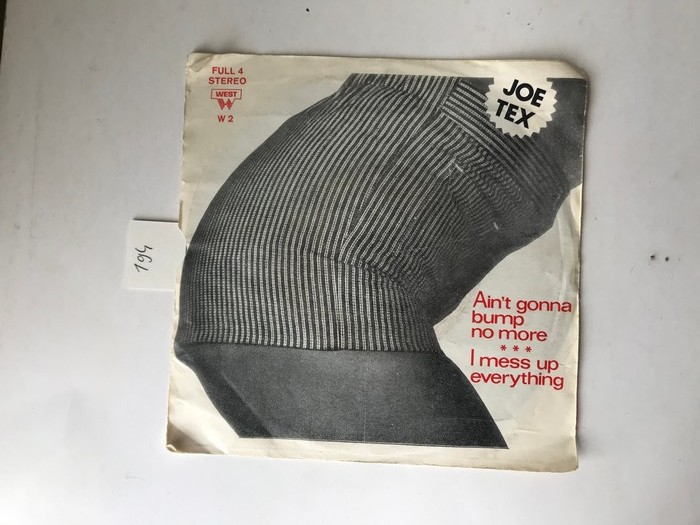 FULL 4
STEREO
WEST
W
W 2
JOE
TEX
194
Ain't gonna
bump
no more
***
I mess up
everything